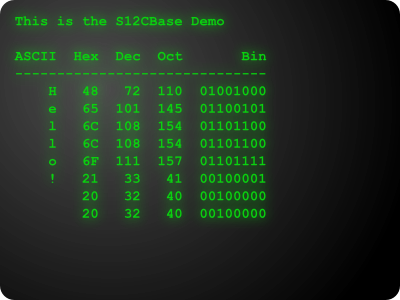 This is the S12CBase Demo
ASCII  Hex  Dec  Oct       Bin
------------------------------
    H   48   72  110  01001000
    e   65  101  145  01100101
    l   6C  108  154  01101100
    l   6C  108  154  01101100
    o   6F  111  157  01101111
    !   21   33   41  00100001
        20   32   40  00100000
        20   32   40  00100000